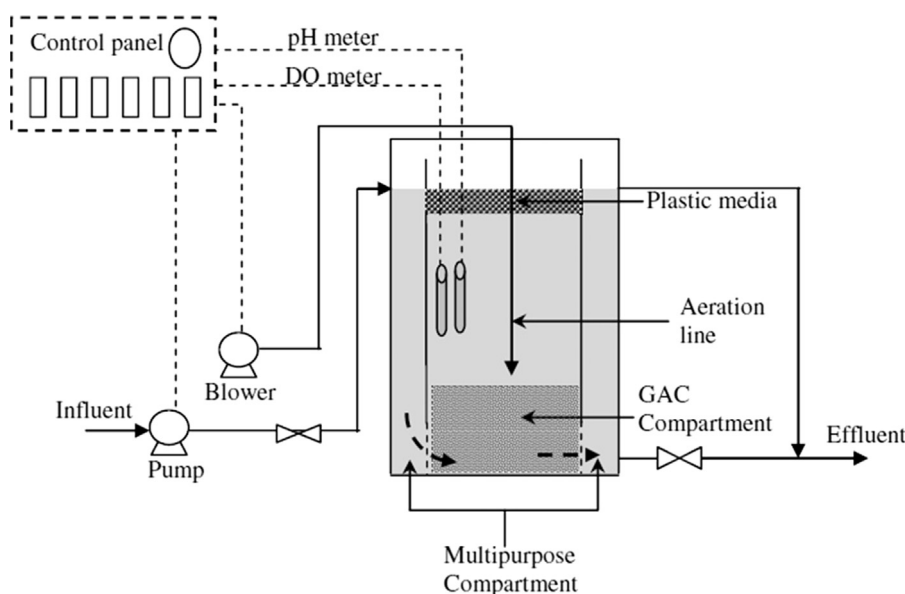 Control panel
pH meter
DO meter
Plastic media
Aeration
line
Blower
GAC
Compartment
Influent
Effluent
Pump
Multipurpose
Compartment